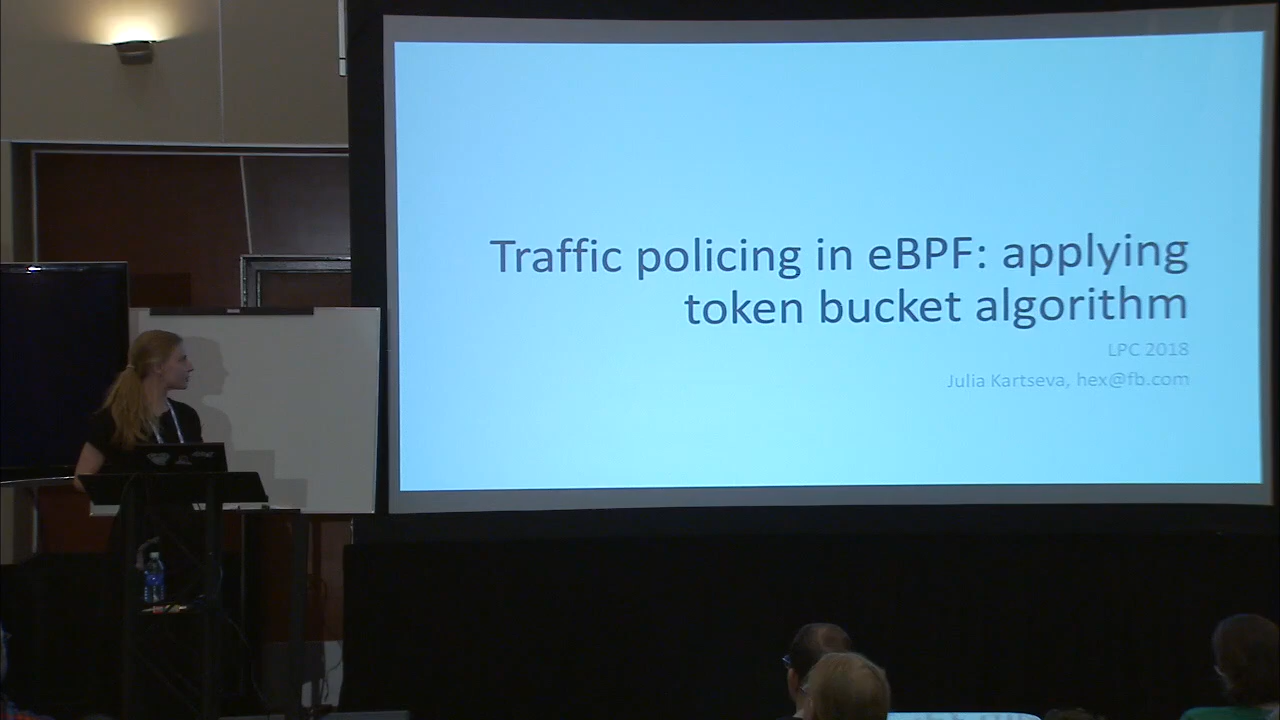 Traffic policing in eBPF: applying
token bucket algorithm
LPC 2018
Julia Kartseva, hex@fb.com